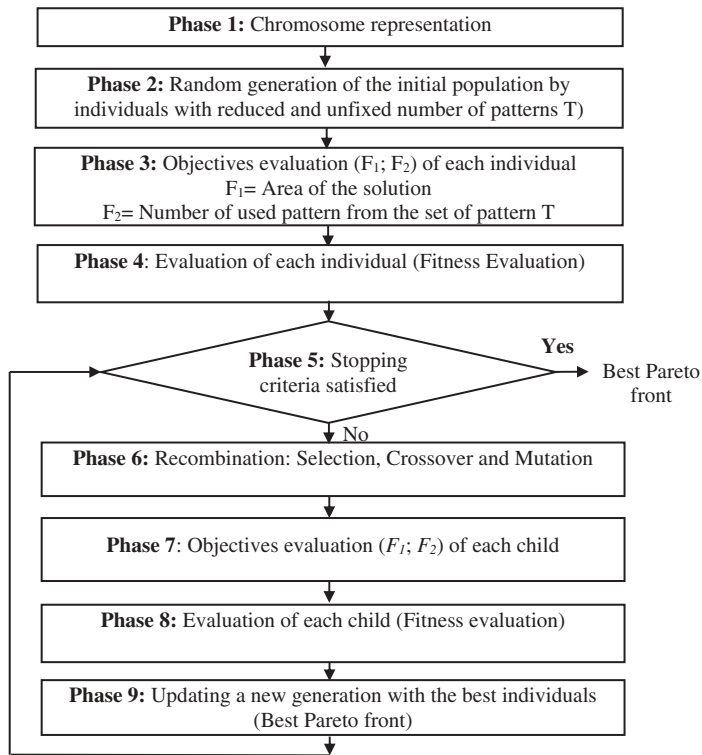 Phase 1: Chromosome representation
Phase 2: Random generation of the initial population by
individuals with reduced and unfixed number of patterns T)
Phase 3: Objectives evaluation (F₁; F₂) of each individual
F₁= Area of the solution
F₂= Number of used pattern from the set of pattern T
Phase 4: Evaluation of each individual (Fitness Evaluation)
Phase 5: Stopping
criteria satisfied
Yes
Best Pareto
front
No
Phase 6: Recombination: Selection, Crossover and Mutation
Phase 7: Objectives evaluation (F₁; F₂) of each child
Phase 8: Evaluation of each child (Fitness evaluation)
Phase 9: Updating a new generation with the best individuals
(Best Pareto front)